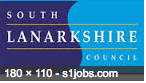 SOUTH
LANARKSHIRE
COUNCIL
180 × 110 - s1jobs.com